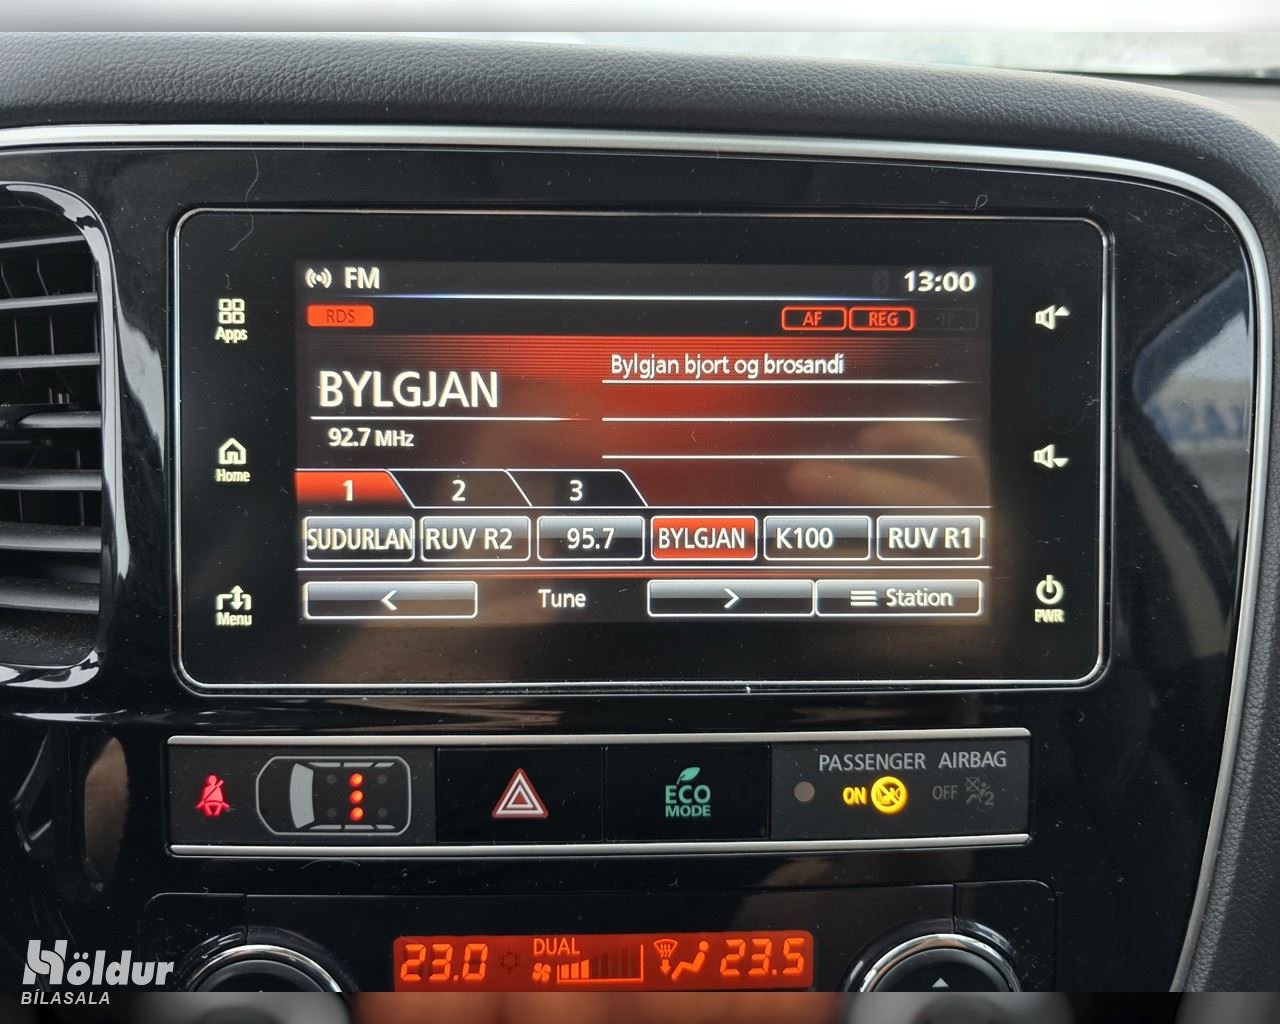 FM 13:00
RDS AF REG TP
Apps
BYLGJAN
Bylgjan bjort og brosandi
92.7 MHz
Home
1 2 3
SUDURLAN RUV R2 95.7 BYLGJAN K100 RUV R1
< Tune > Station
Menu
PWR
PASSENGER AIRBAG
ON OFF 2
ECO
MODE
23.0 DUAL 23.5
Höldur
BÍLASALA